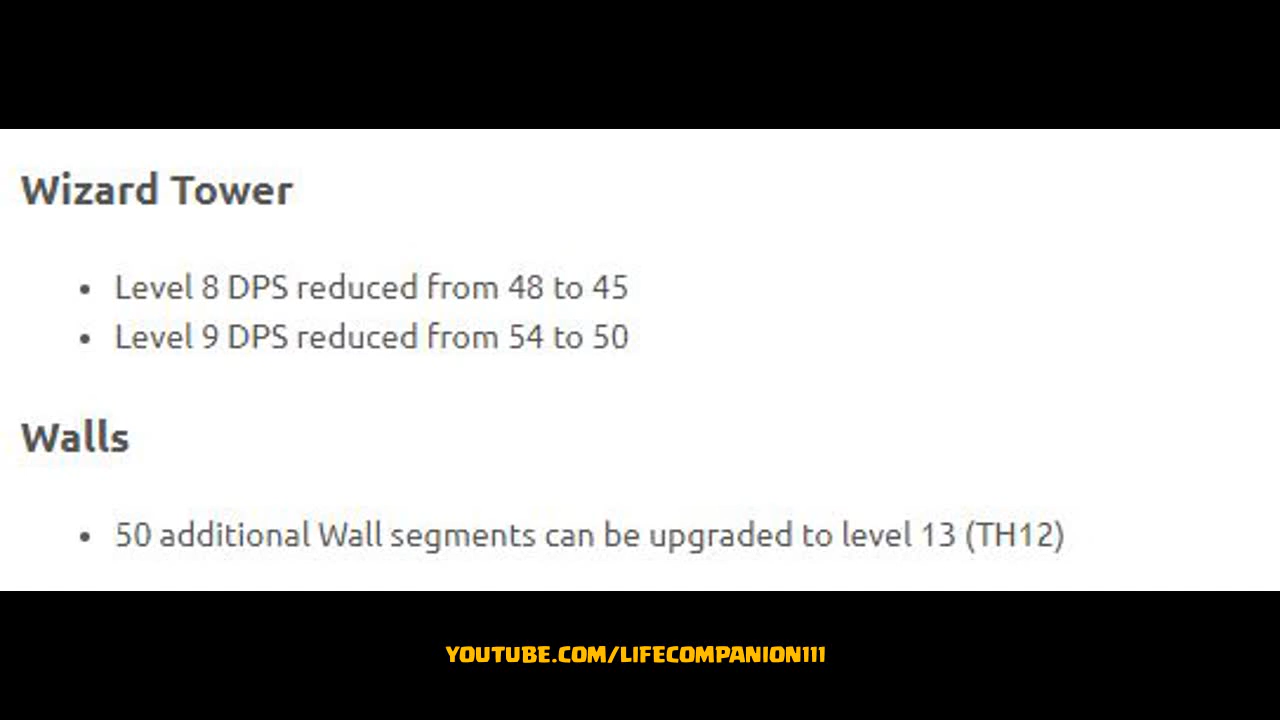 Wizard Tower
• Level 8 DPS reduced from 48 to 45
• Level 9 DPS reduced from 54 to 50
Walls
• 50 additional Wall segments can be upgraded to level 13 (TH12)
YOUTUBE.COM/LIFECOMPANION111